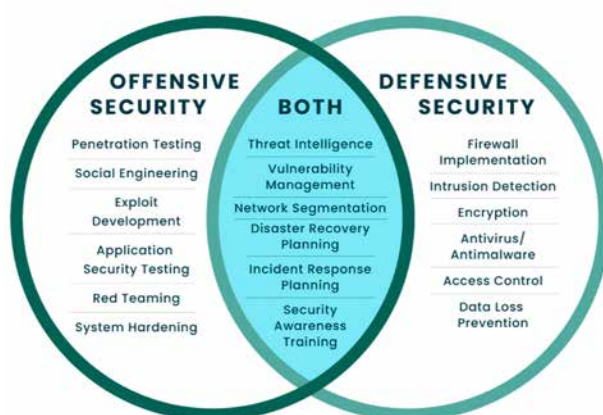 OFFENSIVE
SECURITY
Penetration Testing
Social Engineering
Exploit
Development
Application
Security Testing
Red Teaming
System Hardening
BOTH
Threat Intelligence
Vulnerability
Management
Network Segmentation
Disaster Recovery
Planning
Incident Response
Planning
Security
Awareness
Training
DEFENSIVE
SECURITY
Firewall
Implementation
Intrusion Detection
Encryption
Antivirus/
Antimalware
Access Control
Data Loss
Prevention